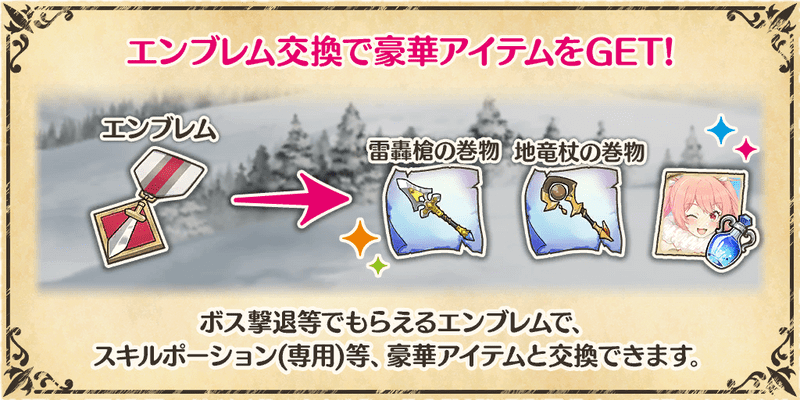 エンブレム交換で豪華アイテムをGET!
エンブレム
雷轟槍の巻物
地竜杖の巻物
ボス撃退等でもらえるエンブレムで、
スキルポーション(専用)等、豪華アイテムと交換できます。